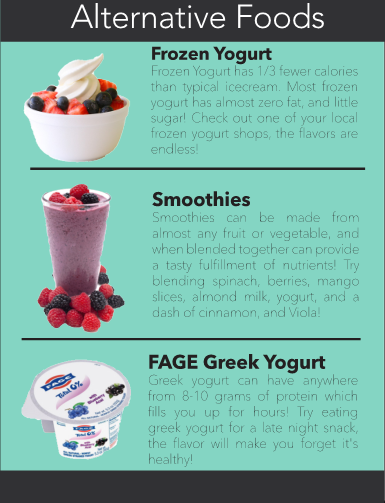 Alternative Foods
Frozen Yogurt
Frozen Yogurt has 1/3 fewer calories
than typical icecream. Most frozen
yogurt has almost zero fat, and little
sugar! Check out one of your local
frozen yogurt shops, the flavors are
endless!
Smoothies
Smoothies can be made from
almost any fruit or vegetable, and
when blended together can provide
a tasty fulfillment of nutrients! Try
blending spinach, berries, mango
slices, almond milk, yogurt, and a
dash of cinnamon, and Viola!
FAGE Greek Yogurt
Greek yogurt can have anywhere
from 8-10 grams of protein which
fills you up for hours! Try eating
greek yogurt for a late night snack,
the flavor will make you forget it's
healthy!
FAGE
Total 0%
FAGE
Total 0%